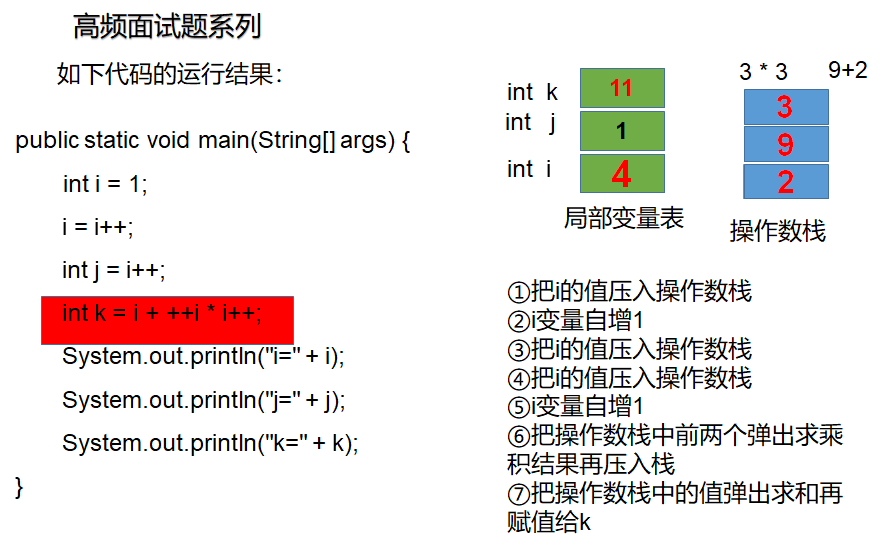 高频面试题系列
如下代码的运行结果：
public static void main(String[] args) {
int i = 1;
i = i++;
int j = i++;
int k = i + ++i * i++;
System.out.println("i=" + i);
System.out.println("j=" + j);
System.out.println("k=" + k);
}
3 * 3 9+2
int k 11
int j 1
int i 4
局部变量表
3
9
2
操作数栈
①把i的值压入操作数栈
②i变量自增1
③把i的值压入操作数栈
④把i的值压入操作数栈
⑤i变量自增1
⑥把操作数栈中前两个弹出求乘
积结果再压入栈
⑦把操作数栈中的值弹出求和再
赋值给k